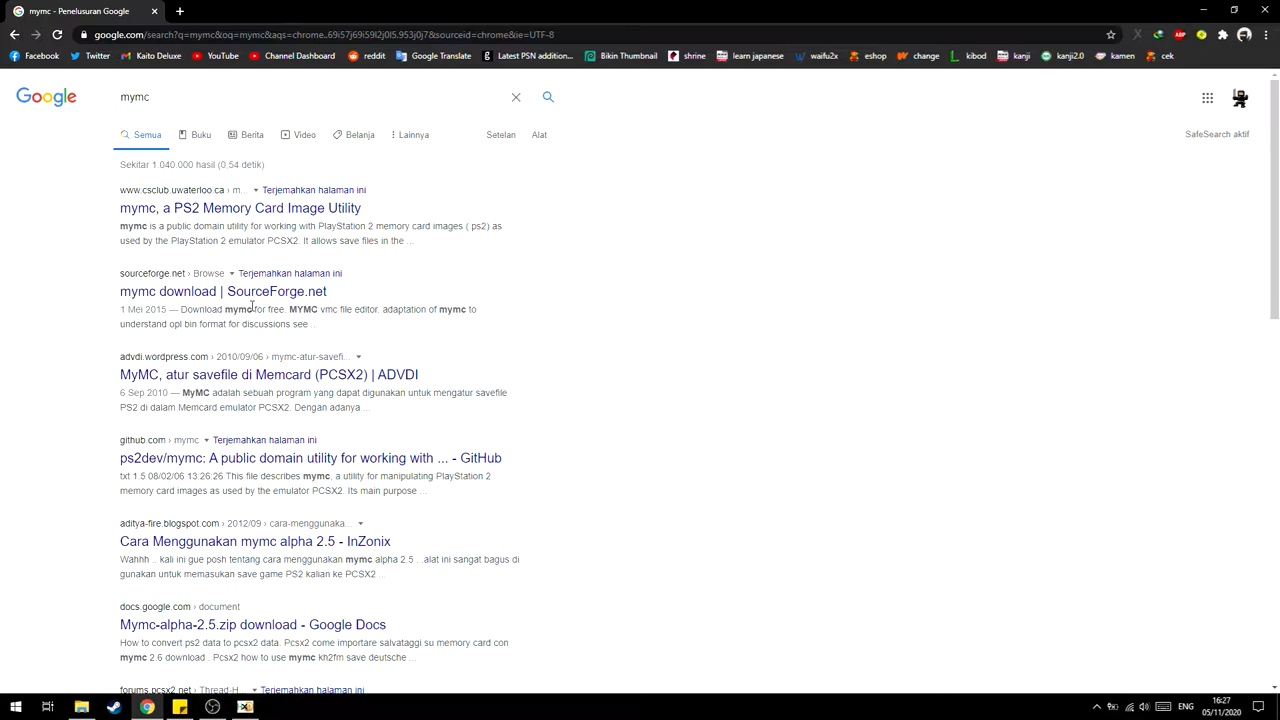 mymc - Penelusuran Google
google.com/search?q=mymc&oq=mymc&aqs=chrome..69i57j69i59l2j0l5.953j0j7&sourceid=chrome&ie=UTF-8
Facebook Twitter Kaito Deluxe YouTube Channel Dashboard reddit Google Translate Latest PSN addition... Bikin Thumbnail shrine learn japanese waifu2x eshop change kibod kanji kanji2.0 kamen cek
Google mymc
Semua Buku Berita Video Belanja Lainnya Setelan Alat SafeSearch aktif
Sekitar 1.040.000 hasil (0,54 detik)
www.csclub.uwaterloo.ca › m... Terjemahkan halaman ini
mymc, a PS2 Memory Card Image Utility
mymc is a public domain utility for working with PlayStation 2 memory card images ( ps2) as
used by the PlayStation 2 emulator PCSX2. It allows save files in the ...
sourceforge.net › Browse Terjemahkan halaman ini
mymc download | SourceForge.net
1 Mei 2015 — Download mymc for free. MYMC vmc file editor. adaptation of mymc to
understand opl bin format for discussions see ...
advdi.wordpress.com › 2010/09/06 › mymc-atur-savefi...
MyMC, atur savefile di Memcard (PCSX2) | ADVDI
6 Sep 2010 — MyMC adalah sebuah program yang dapat digunakan untuk mengatur savefile
PS2 di dalam Memcard emulator PCSX2. Dengan adanya ...
github.com › mymc Terjemahkan halaman ini
ps2dev/mymc: A public domain utility for working with ... - GitHub
txt 1.5 08/02/06 13:26:26 This file describes mymc, a utility for manipulating PlayStation 2
memory card images as used by the emulator PCSX2. Its main purpose ...
aditya-fire.blogspot.com › 2012/09 › cara-menggunaka...
Cara Menggunakan mymc alpha 2.5 - InZonix
Wahhh .. kali ini gue posh tentang cara menggunakan mymc alpha 2.5 . .alat ini sangat bagus di
gunakan untuk memasukan save game PS2 kalian ke PCSX2 ...
docs.google.com › document
Mymc-alpha-2.5.zip download - Google Docs
How to convert ps2 data to pcsx2 data. Pcsx2 come importare salvataggi su memory card con
mymc 2.6 download . Pcsx2 how to use mymc kh2fm save deutsche ...
forums.pcsx2.net › Thread-H... Terjemahkan halaman ini
ENG 16:27
05/11/2020